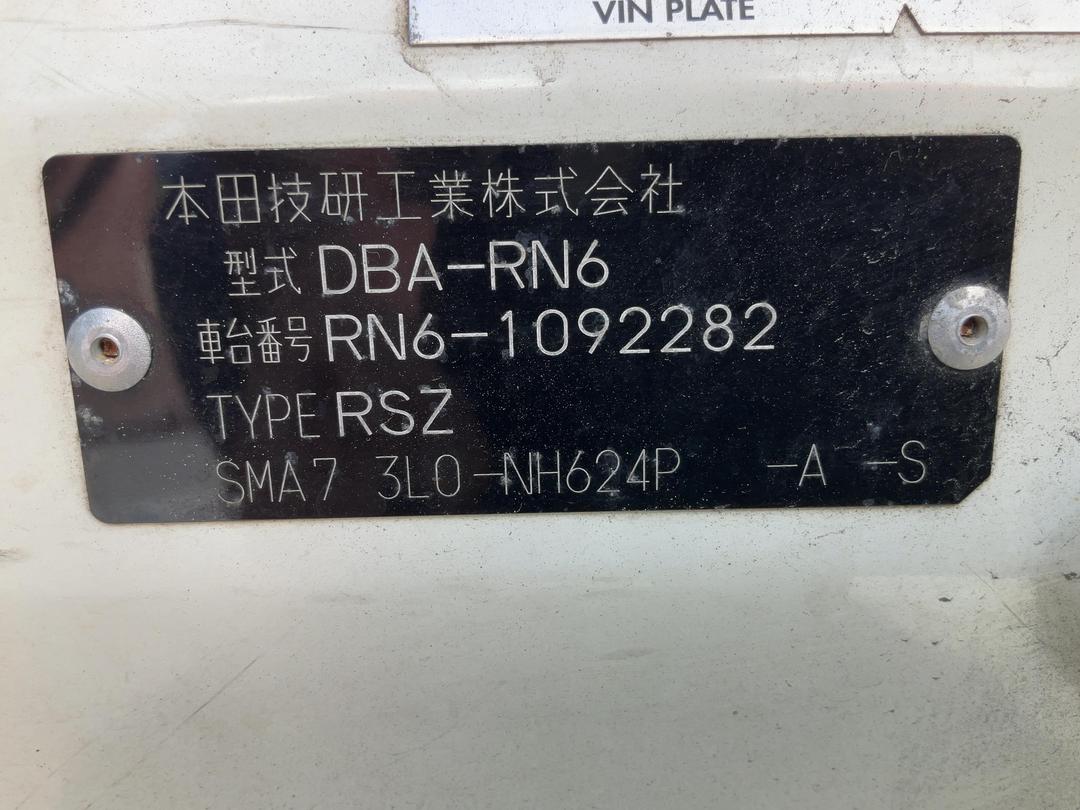 VIN PLATE
本田技研工業株式会社
型式 DBA-RN6
車台番号 RN6-1092282
TYPE RSZ
SMA7 3L0-NH624P -A -S